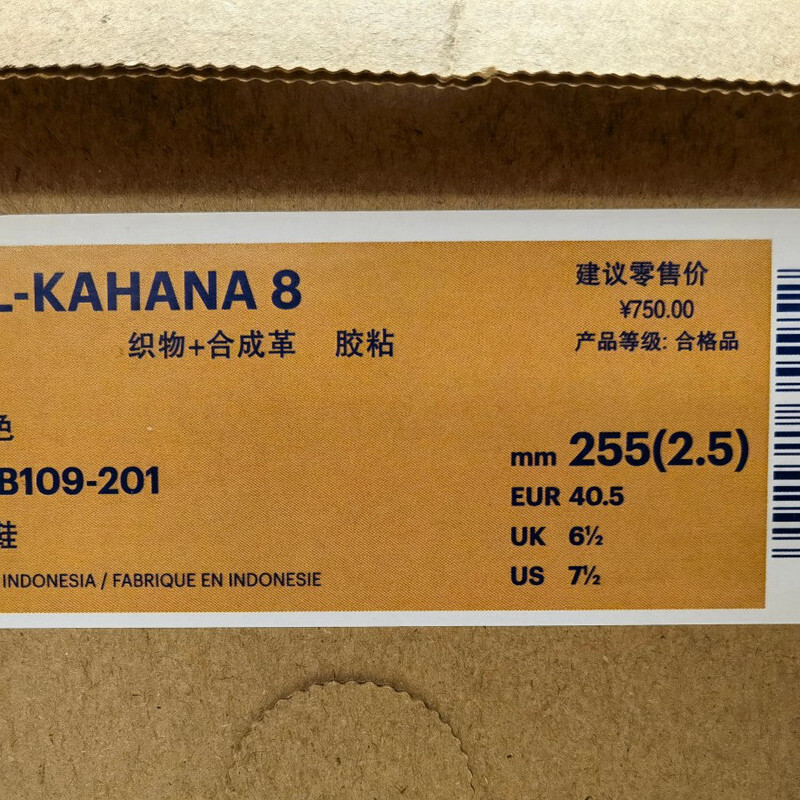 L-KAHANA 8
织物+合成革 胶粘
建议零售价
¥750.00
产品等级: 合格品
色
B109-201
鞋
INDONESIA / FABRIQUE EN INDONESIE
mm 255(2.5)
EUR 40.5
UK 6½
US 7½